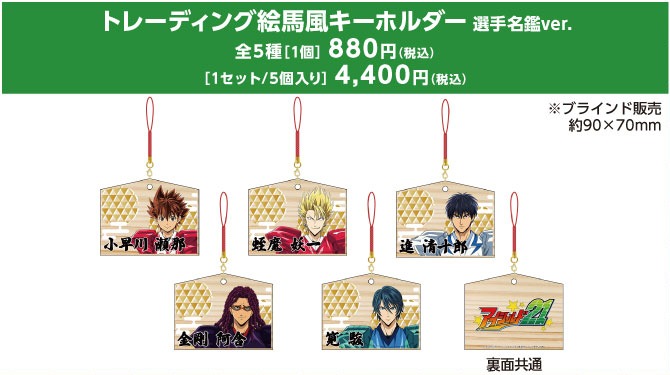 トレーディング絵馬風キーホルダー 選手名鑑ver.
全5種[1個] 880円(税込)
[1セット/5個入り] 4,400円(税込)
※ブラインド販売
約90×70mm
小早川 瀬那
蛭魔 妖一
進 清十郎
金剛 阿含
筧 駿
アイシールド21
裏面共通